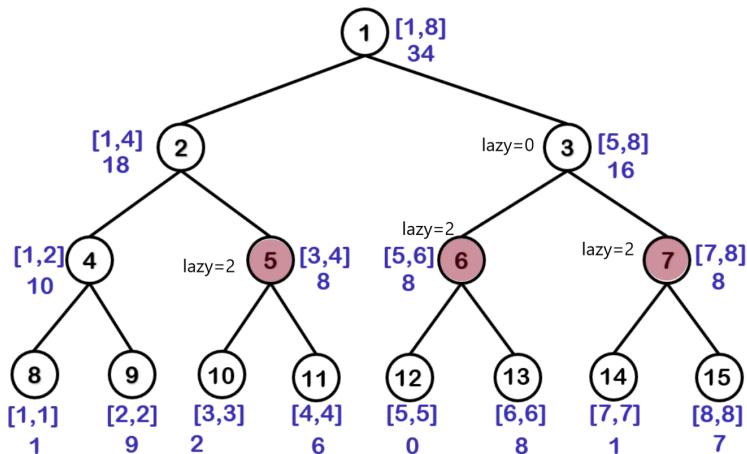 1 [1,8]
34
[1,4] 2 lazy=0 3 [5,8]
18 16
lazy=2
[1,2] 4 lazy=2 5 [3,4] [5,6] 6 lazy=2 7 [7,8]
10 8 8 8
8 9 10 11 12 13 14 15
[1,1] [2,2] [3,3] [4,4] [5,5] [6,6] [7,7] [8,8]
1 9 2 6 0 8 1 7